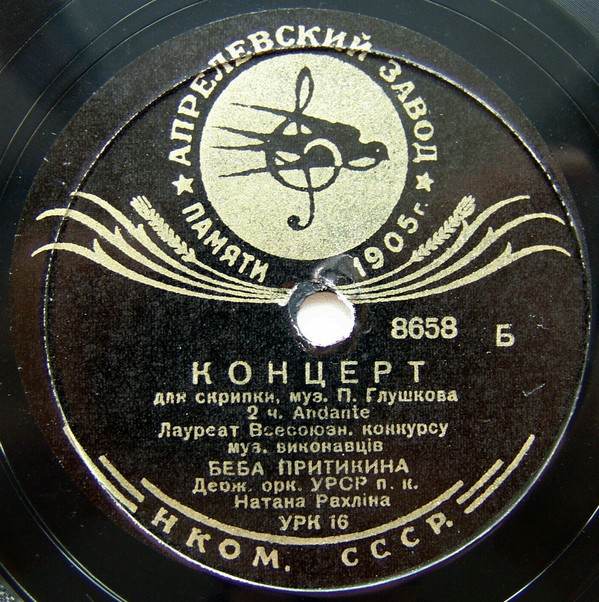 ★ АПРЕЛЕВСКИЙ ЗАВОД ★
ПАМЯТИ 1905 г.
8658 Б
КОНЦЕРТ
для скрипки, муз. П. Глушкова
2 ч. Andante
Лауреат Всесоюзн. конкурсу
муз. виконавців
БЕБА ПРИТИКИНА
Держ. орк. УРСР п. к.
Натана Рахліна
УРК 16
НКОМ. СССР.